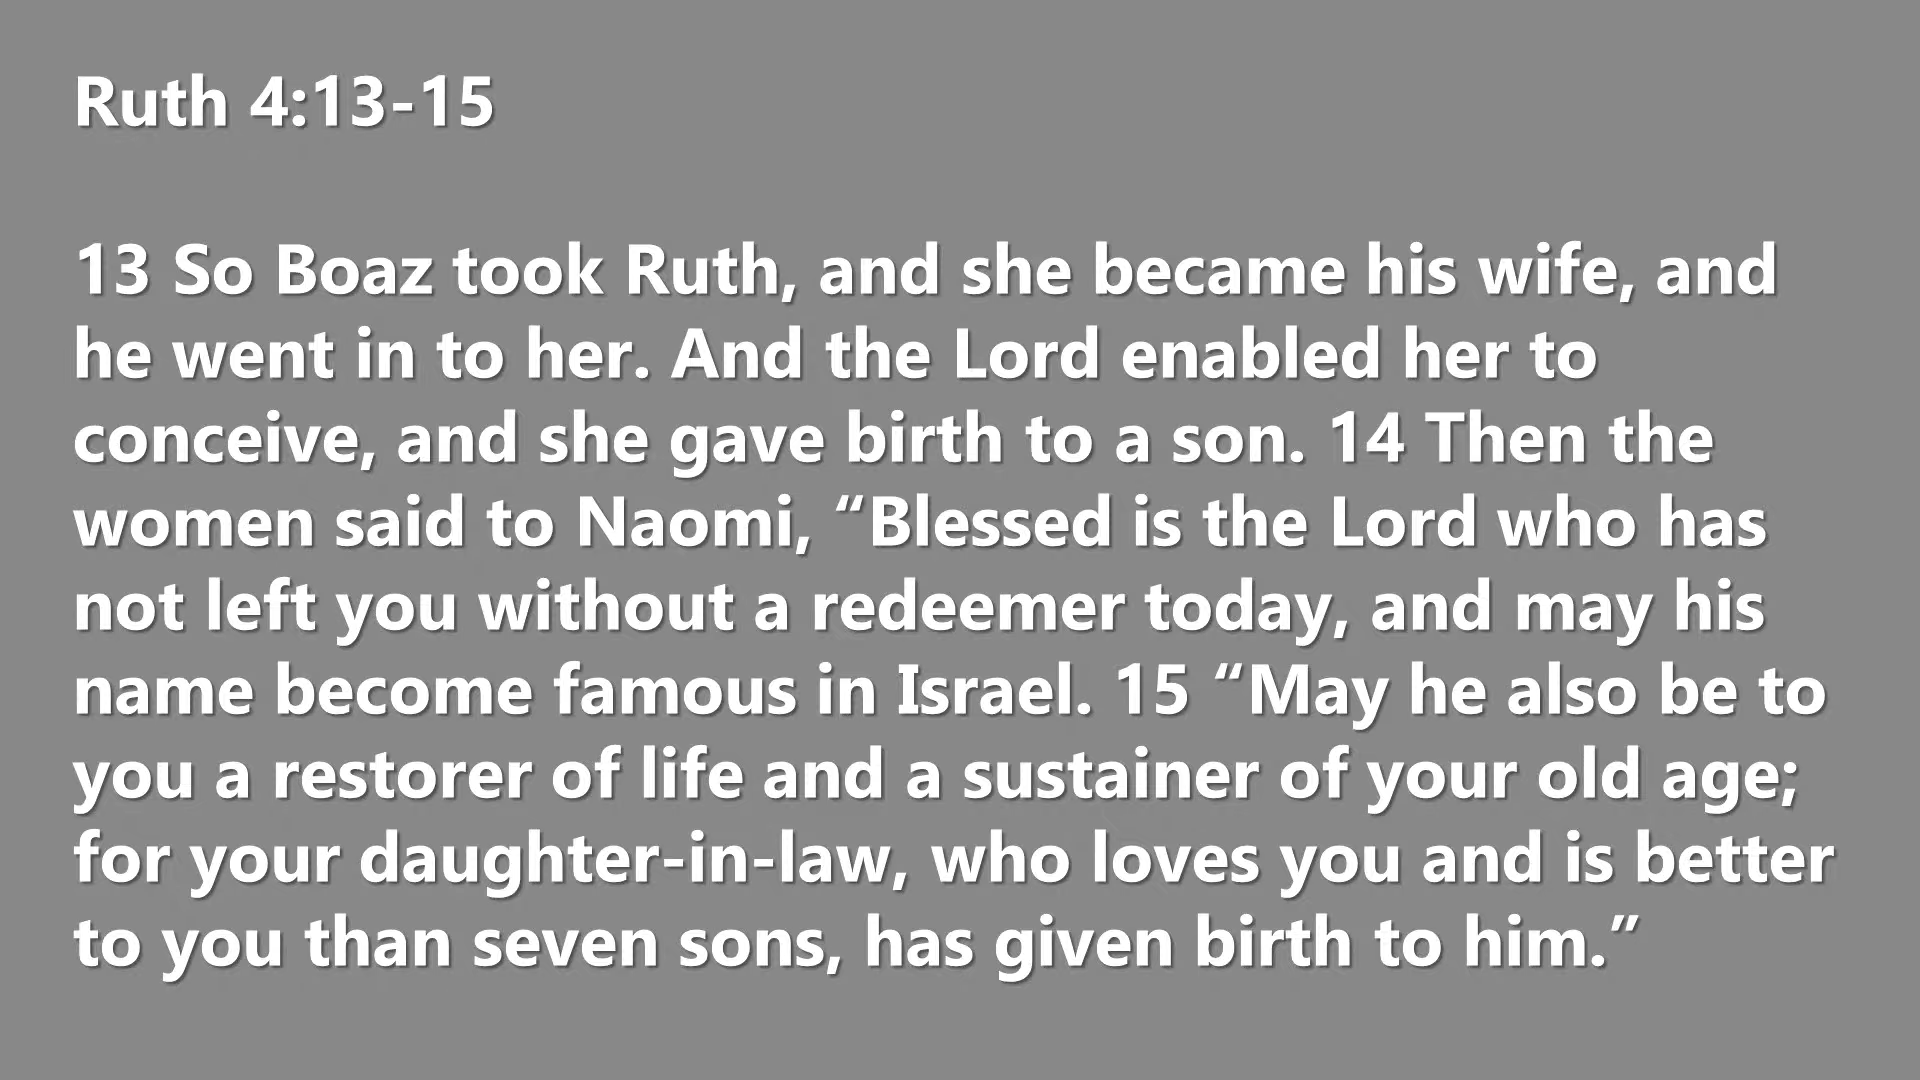 Ruth 4:13-15
13 So Boaz took Ruth, and she became his wife, and
he went in to her. And the Lord enabled her to
conceive, and she gave birth to a son. 14 Then the
women said to Naomi, “Blessed is the Lord who has
not left you without a redeemer today, and may his
name become famous in Israel. 15 “May he also be to
you a restorer of life and a sustainer of your old age;
for your daughter-in-law, who loves you and is better
to you than seven sons, has given birth to him.”